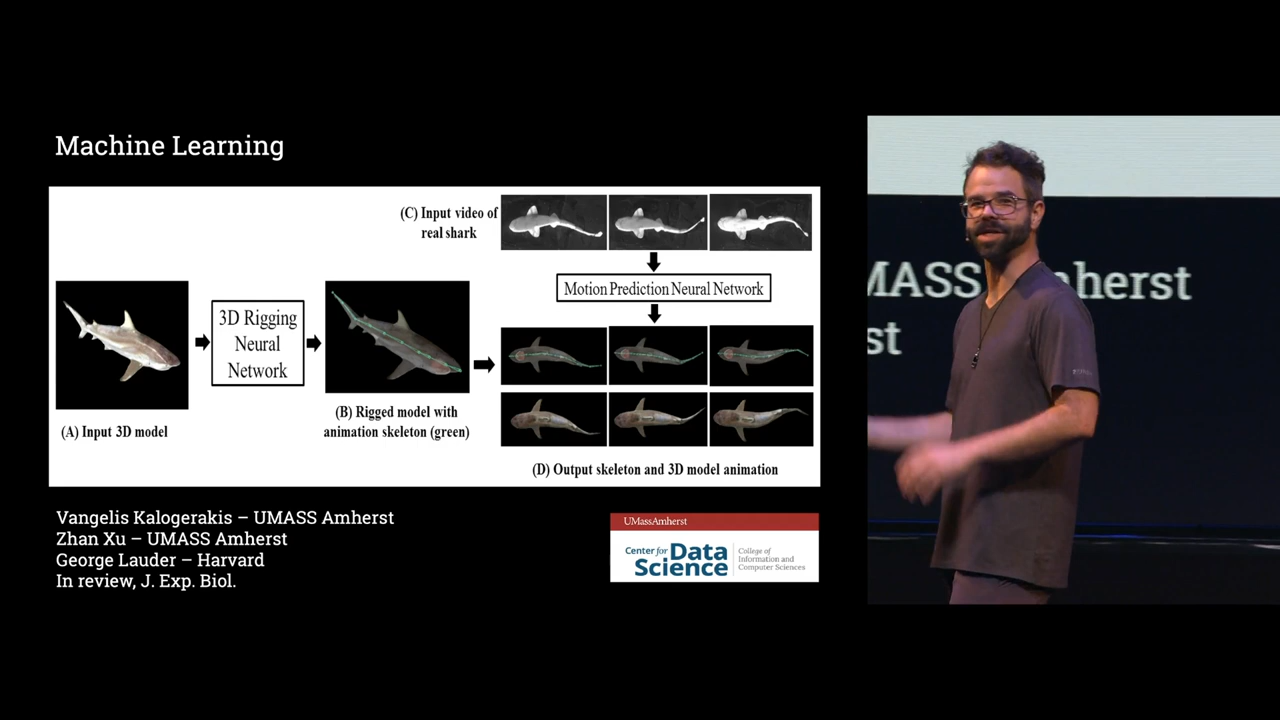 Machine Learning
(C) Input video of
real shark
Motion Prediction Neural Network
3D Rigging
Neural
Network
(A) Input 3D model
(B) Rigged model with
animation skeleton (green)
(D) Output skeleton and 3D model animation
Vangelis Kalogerakis – UMASS Amherst
Zhan Xu – UMASS Amherst
George Lauder – Harvard
In review, J. Exp. Biol.
UMassAmherst
Center for Data Science
College of
Information and
Computer Sciences
MASS Amherst
st